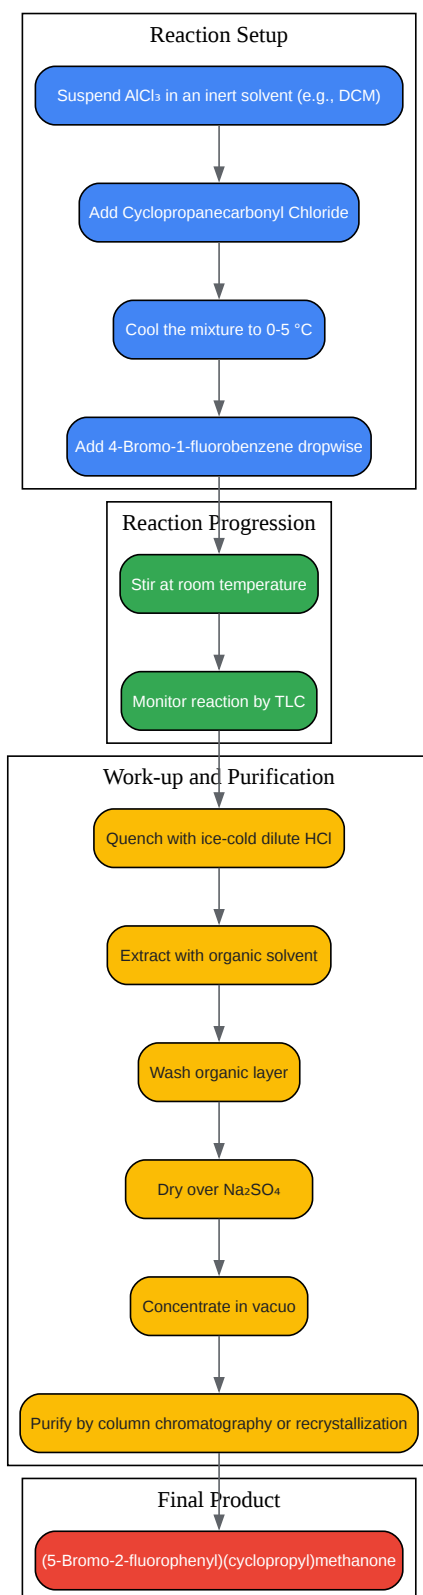 Reaction Setup
Suspend AlCl₃ in an inert solvent (e.g., DCM)
Add Cyclopropanecarbonyl Chloride
Cool the mixture to 0-5 °C
Add 4-Bromo-1-fluorobenzene dropwise
Reaction Progression
Stir at room temperature
Monitor reaction by TLC
Work-up and Purification
Quench with ice-cold dilute HCl
Extract with organic solvent
Wash organic layer
Dry over Na₂SO₄
Concentrate in vacuo
Purify by column chromatography or recrystallization
Final Product
(5-Bromo-2-fluorophenyl)(cyclopropyl)methanone